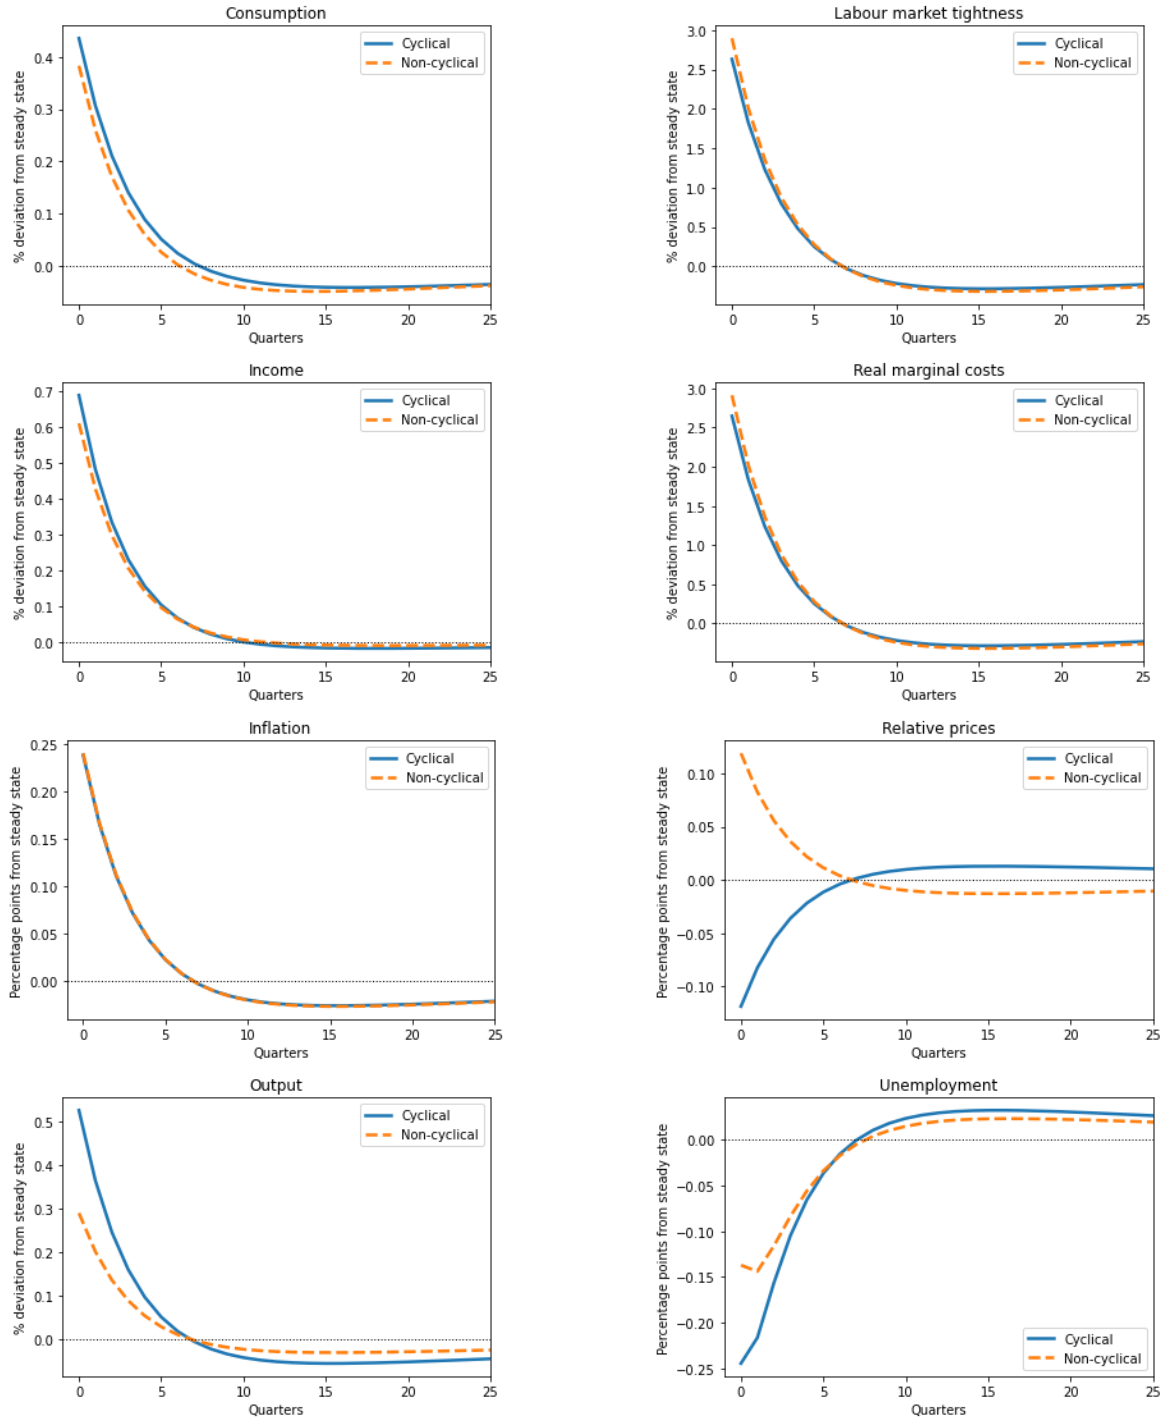 Consumption
% deviation from steady state
0.4
0.3
0.2
0.1
0.0
Cyclical
Non-cyclical
0 5 10 15 20 25
Quarters
Labour market tightness
% deviation from steady state
3.0
2.5
2.0
1.5
1.0
0.5
0.0
Cyclical
Non-cyclical
0 5 10 15 20 25
Quarters
Income
% deviation from steady state
0.7
0.6
0.5
0.4
0.3
0.2
0.1
0.0
Cyclical
Non-cyclical
0 5 10 15 20 25
Quarters
Real marginal costs
% deviation from steady state
3.0
2.5
2.0
1.5
1.0
0.5
0.0
Cyclical
Non-cyclical
0 5 10 15 20 25
Quarters
Inflation
Percentage points from steady state
0.25
0.20
0.15
0.10
0.05
0.00
Cyclical
Non-cyclical
0 5 10 15 20 25
Quarters
Relative prices
Percentage points from steady state
0.10
0.05
0.00
−0.05
−0.10
Cyclical
Non-cyclical
0 5 10 15 20 25
Quarters
Output
% deviation from steady state
0.5
0.4
0.3
0.2
0.1
0.0
Cyclical
Non-cyclical
0 5 10 15 20 25
Quarters
Unemployment
Percentage points from steady state
0.00
−0.05
−0.10
−0.15
−0.20
−0.25
Cyclical
Non-cyclical
0 5 10 15 20 25
Quarters